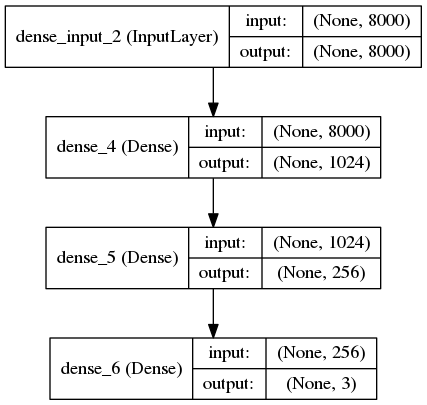 dense_input_2 (InputLayer)
input: (None, 8000)
output: (None, 8000)
dense_4 (Dense)
input: (None, 8000)
output: (None, 1024)
dense_5 (Dense)
input: (None, 1024)
output: (None, 256)
dense_6 (Dense)
input: (None, 256)
output: (None, 3)